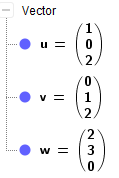 Vector
u = (1 0 2)
v = (0 1 2)
w = (2 3 0)